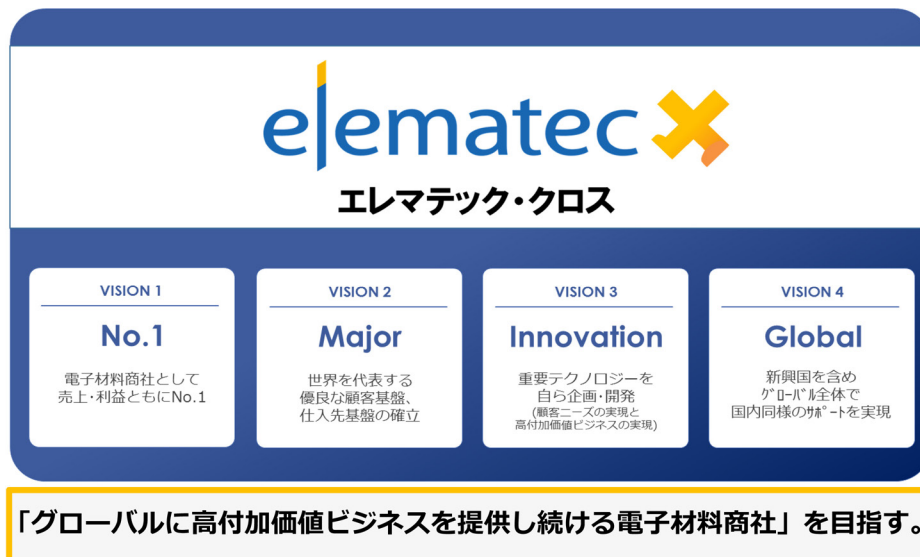 elematec
エレマテック・クロス
VISION 1
No.1
電子材料商社として
売上・利益ともにNo.1
VISION 2
Major
世界を代表する
優良な顧客基盤、
仕入先基盤の確立
VISION 3
Innovation
重要テクノロジーを
自ら企画・開発
(顧客ニーズの実現と
高付加価値ビジネスの実現)
VISION 4
Global
新興国を含め
グローバル全体で
国内同様のサポートを実現
「グローバルに高付加価値ビジネスを提供し続ける電子材料商社」を目指す。